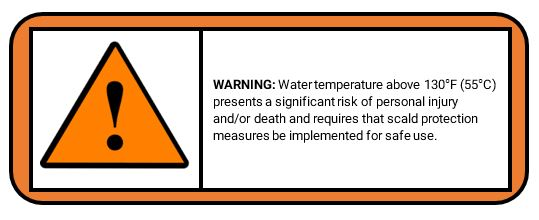 WARNING: Water temperature above 130°F (55°C)
presents a significant risk of personal injury
and/or death and requires that scald protection
measures be implemented for safe use.